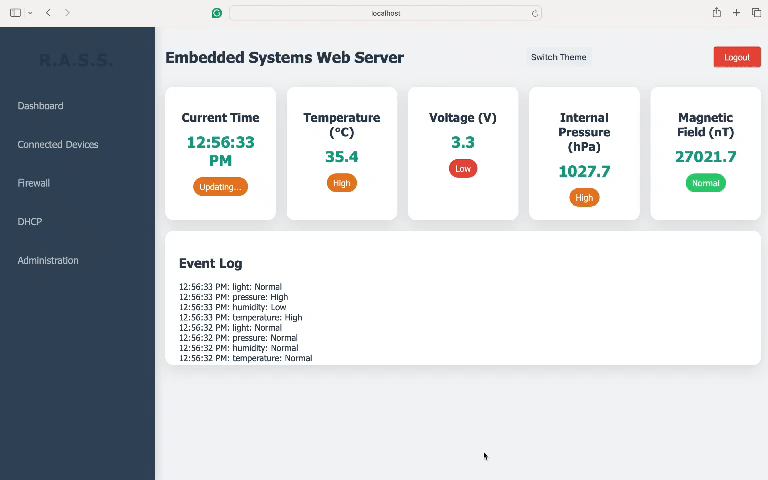 localhost
R.A.S.S.
Dashboard
Connected Devices
Firewall
DHCP
Administration
Embedded Systems Web Server
Switch Theme
Logout
Current Time
12:56:33
PM
Updating...
Temperature
(°C)
35.4
High
Voltage (V)
3.3
Low
Internal
Pressure
(hPa)
1027.7
High
Magnetic
Field (nT)
27021.7
Normal
Event Log
12:56:33 PM: light: Normal
12:56:33 PM: pressure: High
12:56:33 PM: humidity: Low
12:56:33 PM: temperature: High
12:56:32 PM: light: Normal
12:56:32 PM: pressure: Normal
12:56:32 PM: humidity: Normal
12:56:32 PM: temperature: Normal